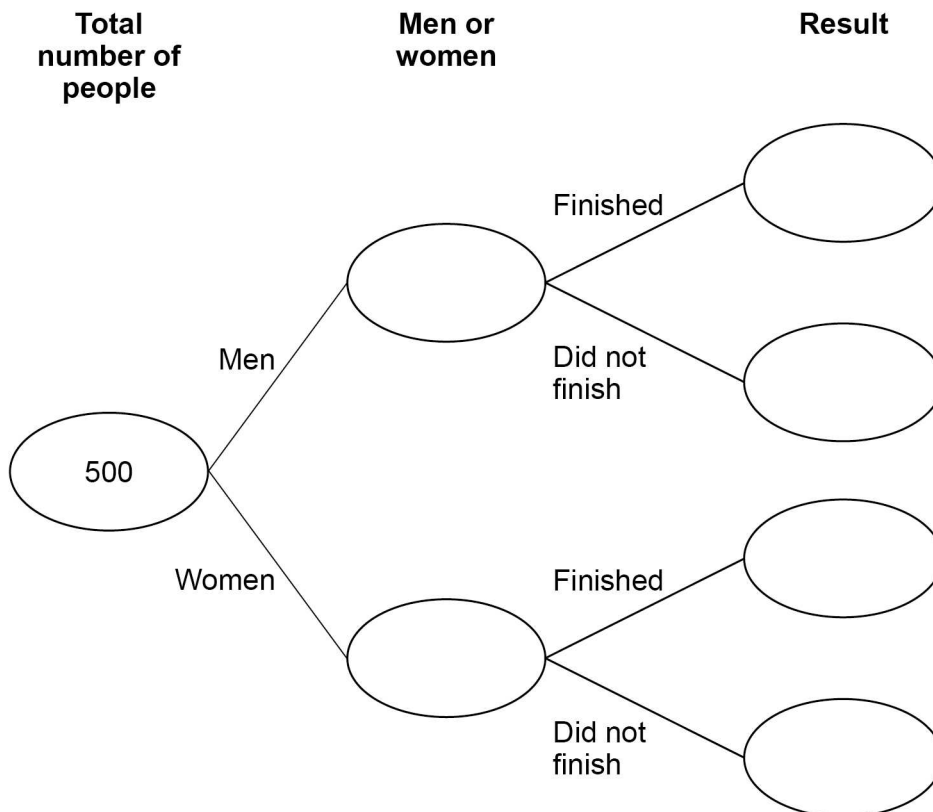 Total
number of
people
Men or
women
Result
Finished
Did not
finish
Men
500
Women
Finished
Did not
finish